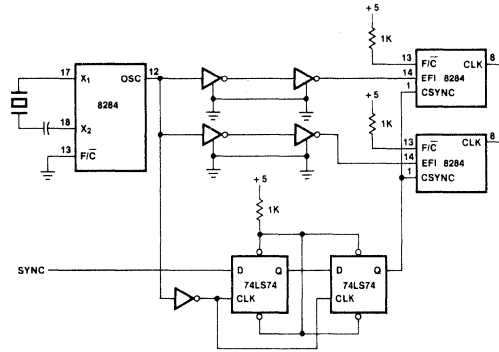 +5
1K
17 X1 OSC 12
8284
18 X2
13 F/C̅
13 F/C̅ CLK 8
14 EFI 8284
1 CSYNC
+5
1K
13 F/C̅ CLK 8
14 EFI 8284
1 CSYNC
+5
1K
SYNC
D Q
74LS74
CLK
D Q
74LS74
CLK